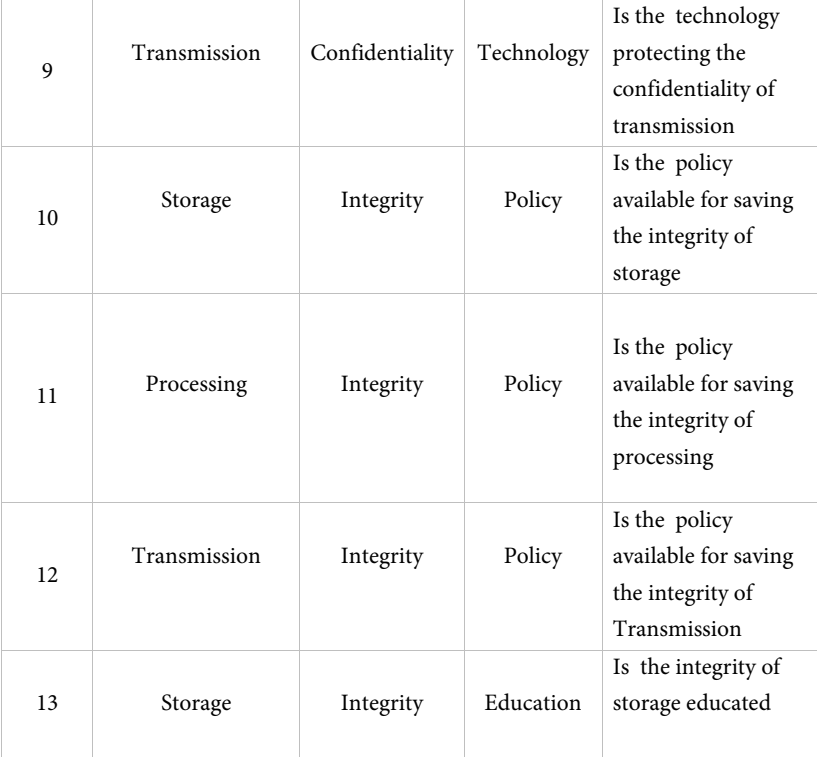 9 Transmission Confidentiality Technology Is the technology
protecting the
confidentiality of
transmission
10 Storage Integrity Policy Is the policy
available for saving
the integrity of
storage
11 Processing Integrity Policy Is the policy
available for saving
the integrity of
processing
12 Transmission Integrity Policy Is the policy
available for saving
the integrity of
Transmission
13 Storage Integrity Education Is the integrity of
storage educated